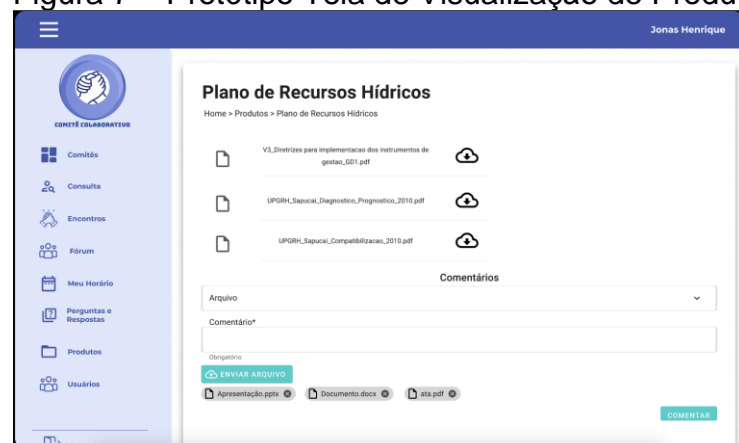 Figura 7 – Protótipo Tela de Visualização de Produ
Jonas Henrique
COMITÊ COLABORATIVO
Comitês
Consulta
Encontros
Fórum
Meu Horário
Perguntas e
Respostas
Produtos
Usuários
Plano de Recursos Hídricos
Home > Produtos > Plano de Recursos Hídricos
V3_Diretrizes para implementacao dos instrumentos de
gestao_GD1.pdf
UPGRH_Sapucai_Diagnostico_Prognostico_2010.pdf
UPGRH_Sapucai_Compatibilizacao_2010.pdf
Comentários
Arquivo
Comentário*
Obrigatório
ENVIAR ARQUIVO
Apresentação.pptx
Documento.docx
ata.pdf
COMENTAR